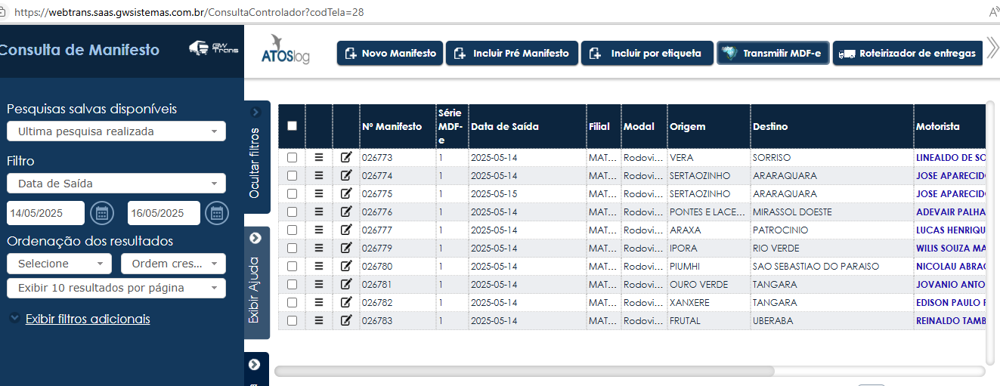 https://webtrans.saas.gwsistemas.com.br/ConsultaControlador?codTela=28
Consulta de Manifesto
GW Trans
ATOSlog
Novo Manifesto
Incluir Pré Manifesto
Incluir por etiqueta
Transmitir MDF-e
Roteirizador de entregas
Pesquisas salvas disponíveis
Ultima pesquisa realizada
Filtro
Data de Saída
14/05/2025 16/05/2025
Ordenação dos resultados
Selecione Ordem cres...
Exibir 10 resultados por página
Exibir filtros adicionais
Ocultar filtros
Exibir Ajuda
Nº Manifesto Série MDF-e Data de Saída Filial Modal Origem Destino Motorista
026773 1 2025-05-14 MAT... Rodovi... VERA SORRISO LINEALDO DE SO
026774 1 2025-05-14 MAT... Rodovi... SERTAOZINHO ARARAQUARA JOSE APARECID
026775 1 2025-05-15 MAT... Rodovi... SERTAOZINHO ARARAQUARA JOSE APARECID
026776 1 2025-05-14 MAT... Rodovi... PONTES E LACE... MIRASSOL DOESTE ADEVAIR PALHA
026777 1 2025-05-14 MAT... Rodovi... ARAXA PATROCINIO LUCAS HENRIQU
026779 1 2025-05-14 MAT... Rodovi... IPORA RIO VERDE WILIS SOUZA MA
026780 1 2025-05-14 MAT... Rodovi... PIUMHI SAO SEBASTIAO DO PARAISO NICOLAU ABRAG
026781 1 2025-05-14 MAT... Rodovi... OURO VERDE TANGARA JOVANIO ANTO
026782 1 2025-05-14 MAT... Rodovi... XANXERE TANGARA EDISON PAULO
026783 1 2025-05-14 MAT... Rodovi... FRUTAL UBERABA REINALDO TAMB